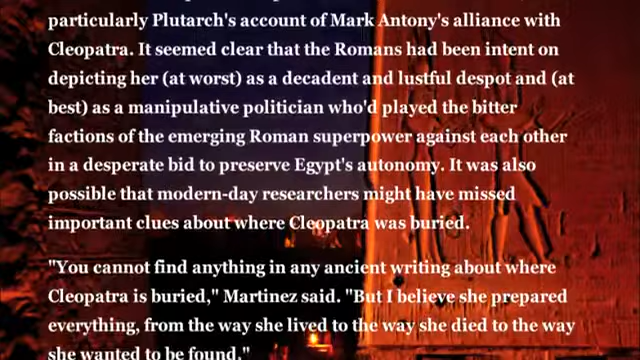 particularly Plutarch's account of Mark Antony's alliance with
Cleopatra. It seemed clear that the Romans had been intent on
depicting her (at worst) as a decadent and lustful despot and (at
best) as a manipulative politician who'd played the bitter
factions of the emerging Roman superpower against each other
in a desperate bid to preserve Egypt's autonomy. It was also
possible that modern-day researchers might have missed
important clues about where Cleopatra was buried.
"You cannot find anything in any ancient writing about where
Cleopatra is buried," Martinez said. "But I believe she prepared
everything, from the way she lived to the way she died to the way
she wanted to be found."